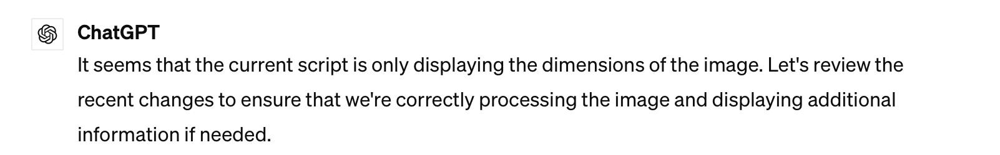 ChatGPT
It seems that the current script is only displaying the dimensions of the image. Let's review the
recent changes to ensure that we're correctly processing the image and displaying additional
information if needed.